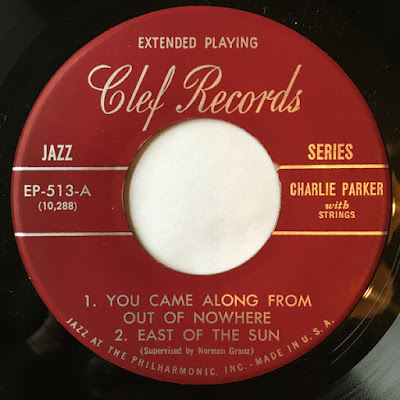 EXTENDED PLAYING
Clef Records
JAZZ
SERIES
EP-513-A
(10,288)
CHARLIE PARKER
with
STRINGS
1. YOU CAME ALONG FROM
OUT OF NOWHERE
2. EAST OF THE SUN
(Supervised by Norman Granz)
JAZZ AT THE PHILHARMONIC, INC.-MADE IN U.S.A.